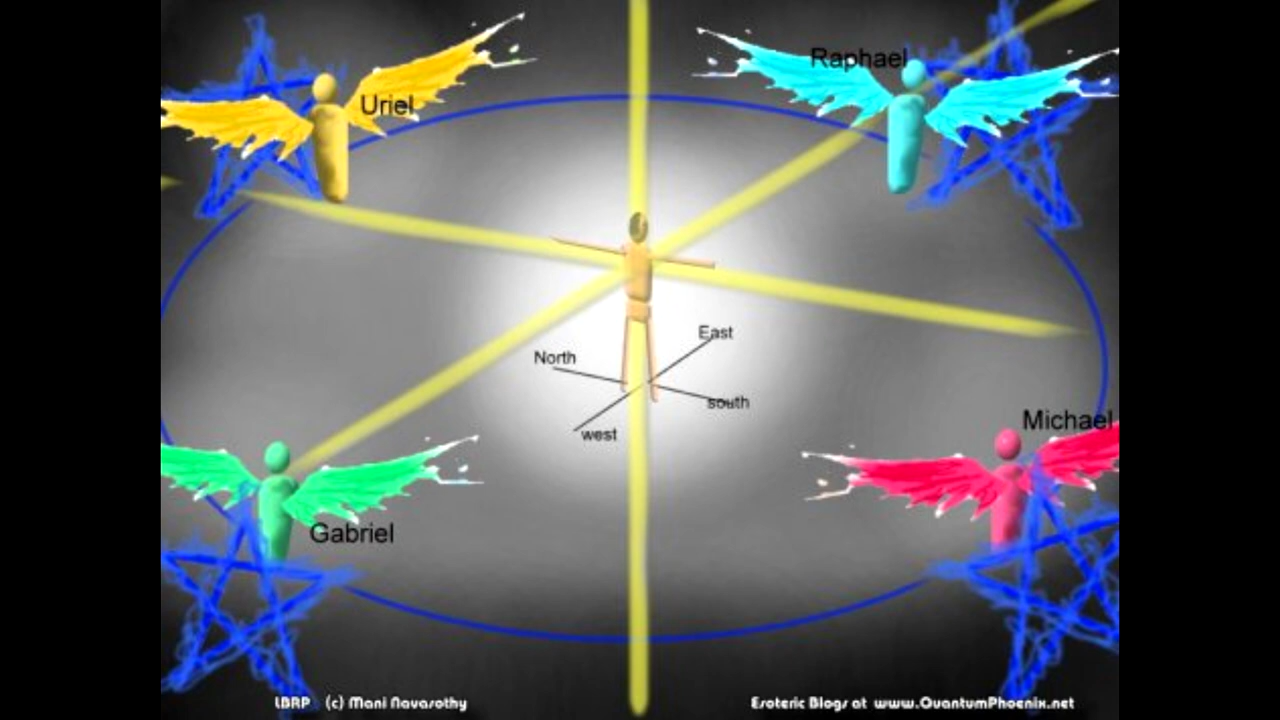 Raphael
Uriel
East
North
south
west
Michael
Gabriel
LBRP (c) Mani Navasothy
Esoteric Blogs at www.QuantumPhoenix.net